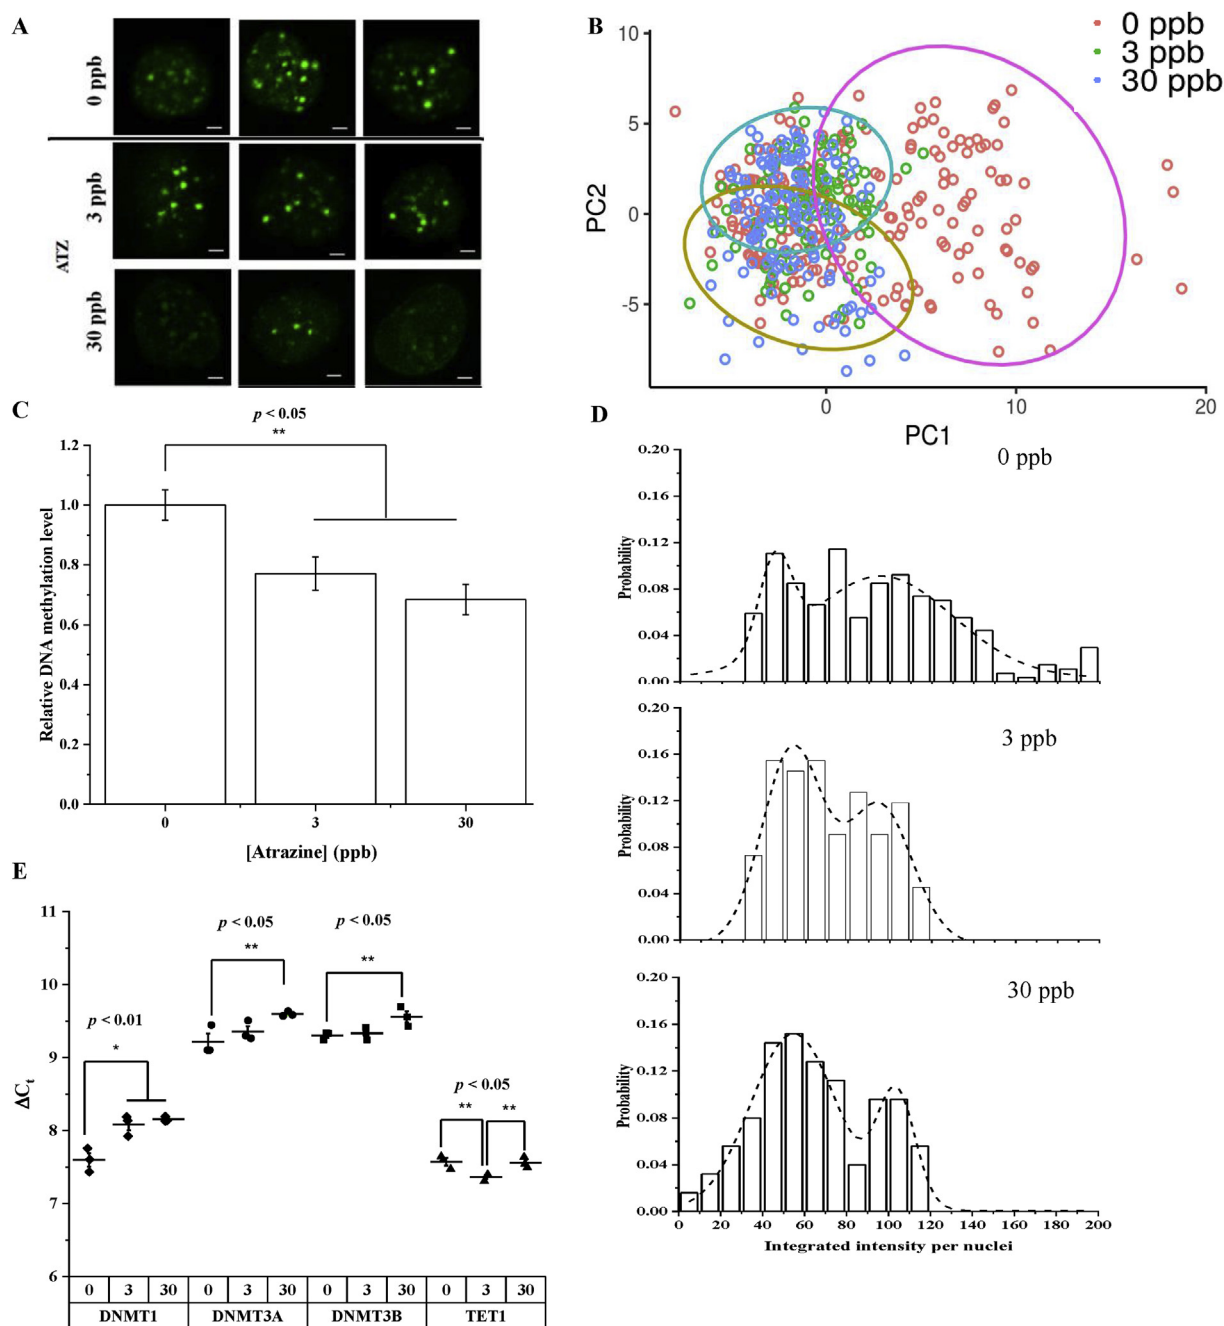 A
0 ppb
ATZ
3 ppb
30 ppb
B
0 ppb
3 ppb
30 ppb
10
5
0
-5
PC2
0
10
20
PC1
C
p < 0.05
**
1.2
1.0
0.8
0.6
0.4
0.2
0.0
Relative DNA methylation level
0
3
30
[Atrazine] (ppb)
D
0 ppb
0.20
0.16
0.12
0.08
0.04
0.00
Probability
3 ppb
0.20
0.16
0.12
0.08
0.04
0.00
Probability
30 ppb
0.20
0.16
0.12
0.08
0.04
0.00
Probability
0 20 40 60 80 100 120 140 160 180 200
Integrated intensity per nuclei
E
11
10
9
8
7
6
ΔCt
p < 0.01
*
p < 0.05
**
p < 0.05
**
p < 0.05
** **
0 3 30 0 3 30 0 3 30 0 3 30
DNMT1 DNMT3A DNMT3B TET1